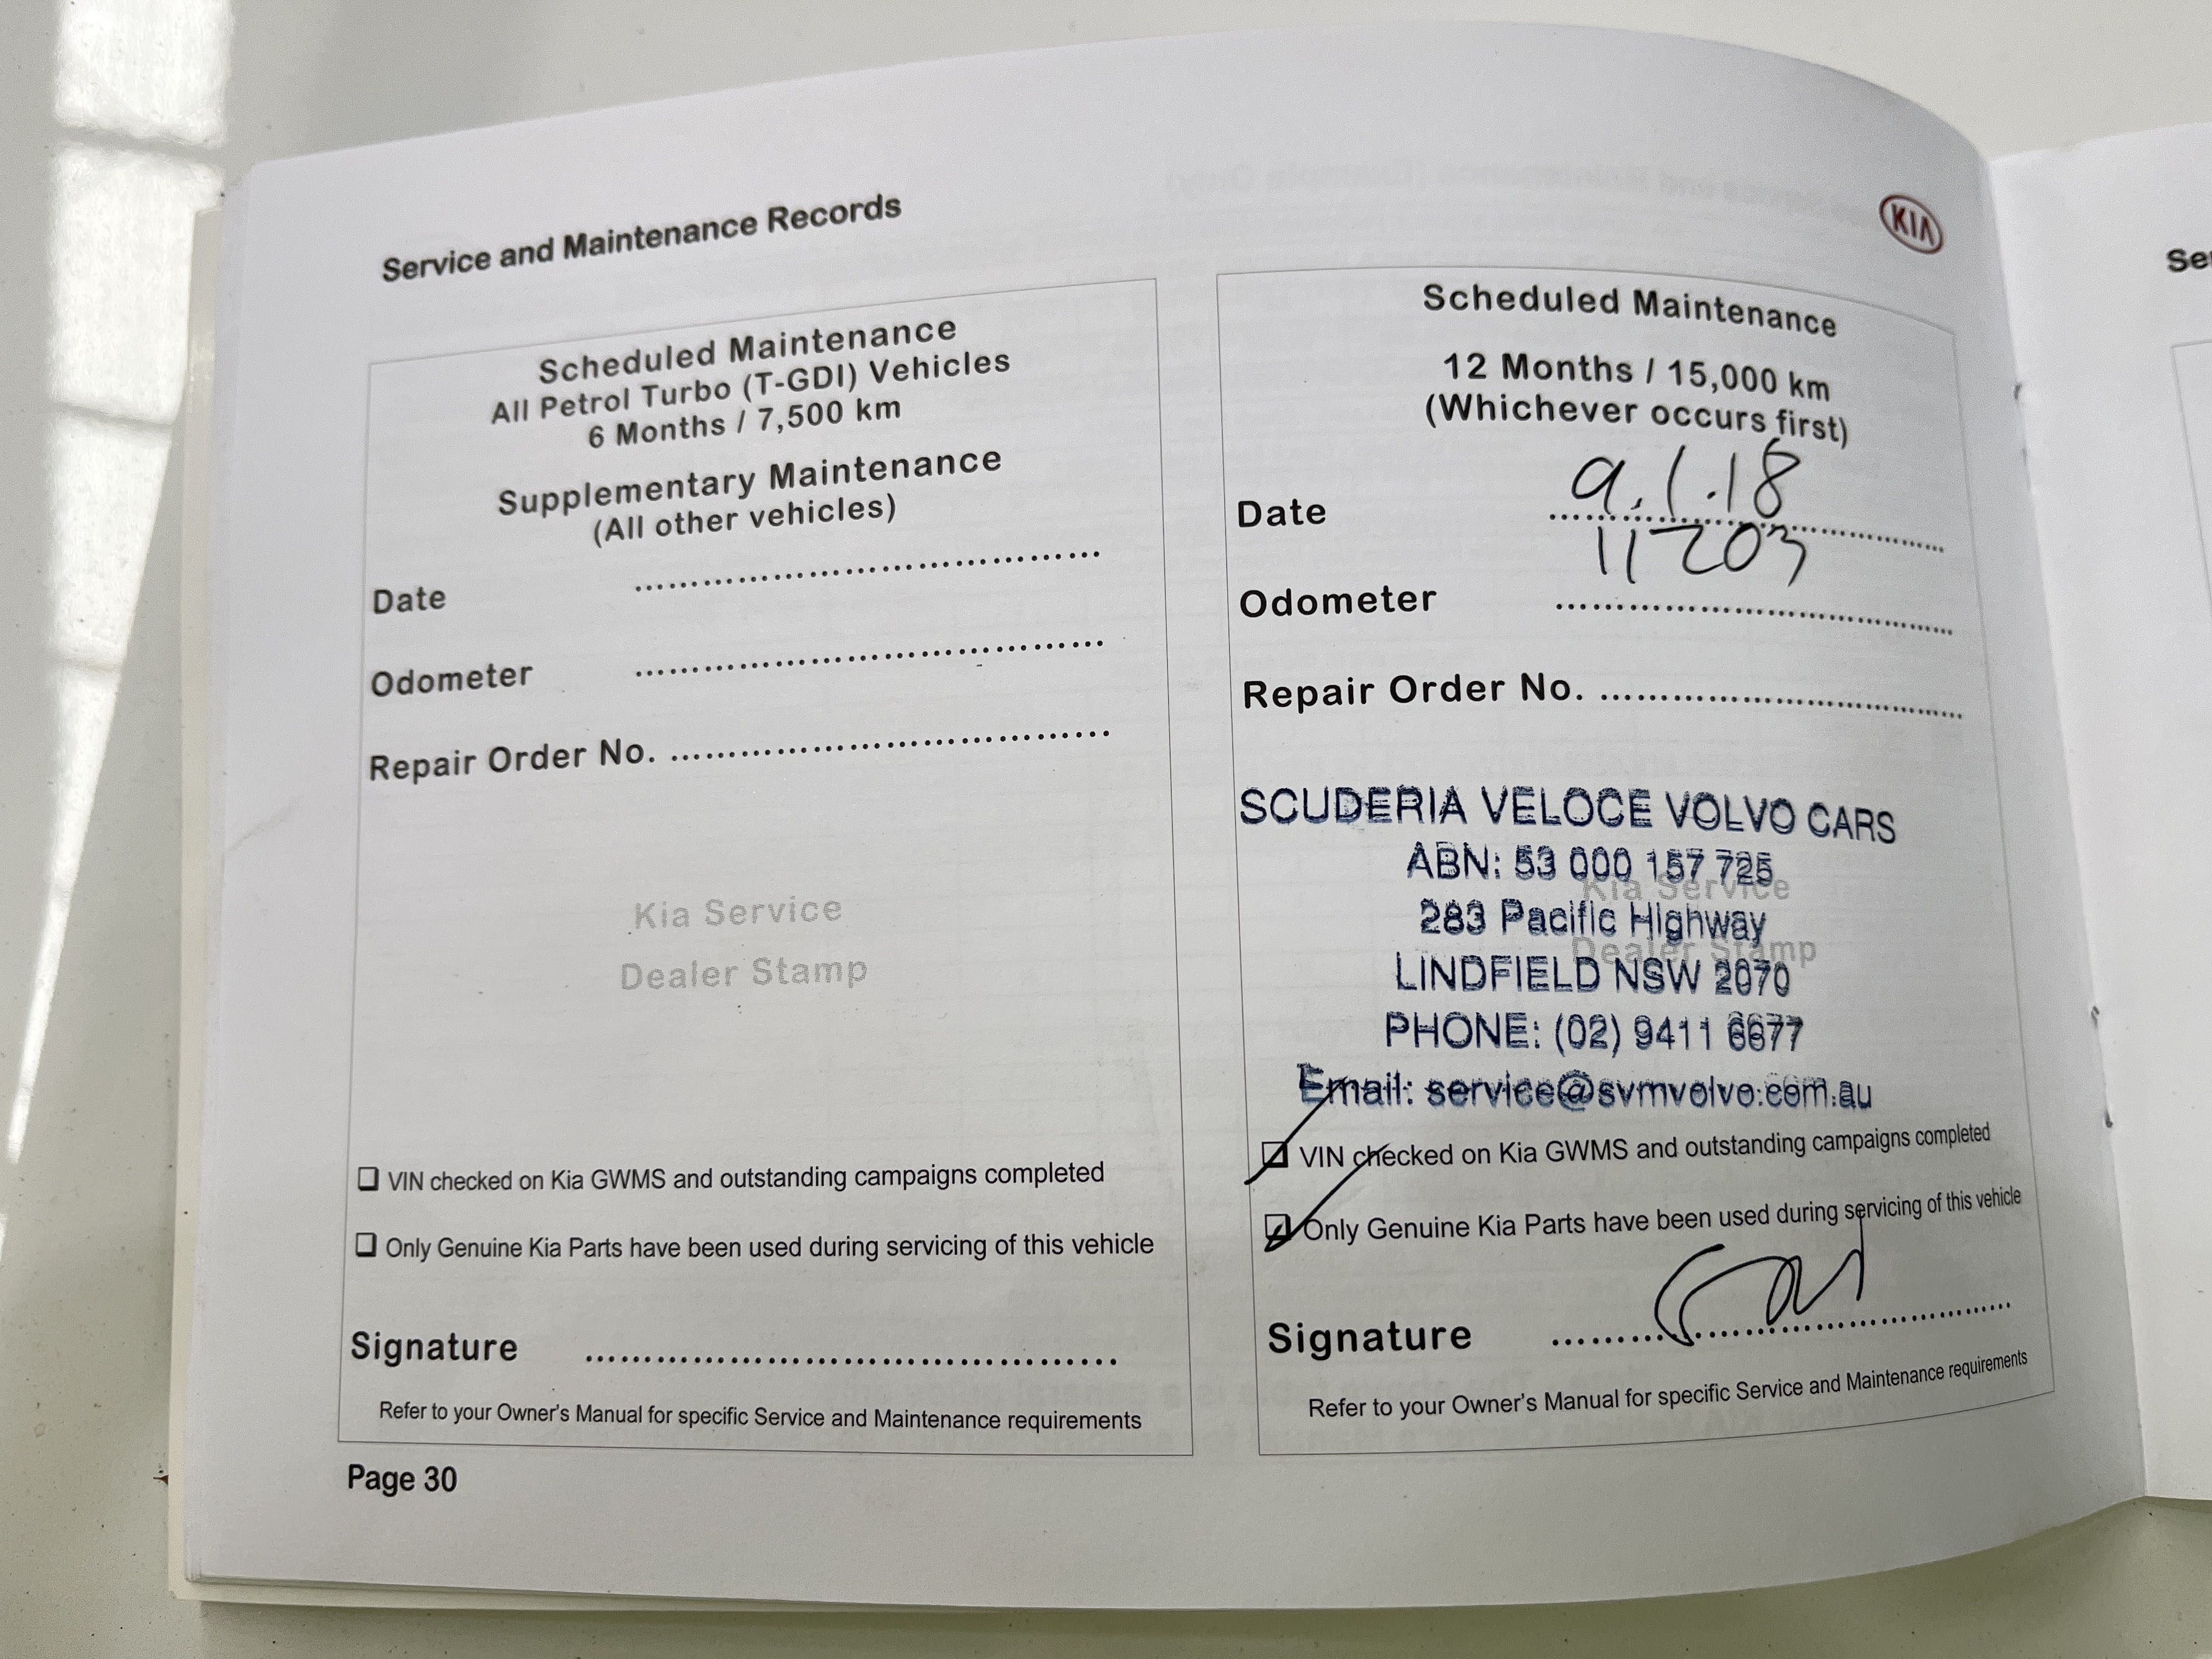 Service and Maintenance Records
KIA
Scheduled Maintenance
All Petrol Turbo (T-GDI) Vehicles
6 Months / 7,500 km
Supplementary Maintenance
(All other vehicles)
Date ........................................
Odometer ........................................
Repair Order No. ........................................
Kia Service
Dealer Stamp
VIN checked on Kia GWMS and outstanding campaigns completed
Only Genuine Kia Parts have been used during servicing of this vehicle
Signature ........................................
Refer to your Owner's Manual for specific Service and Maintenance requirements
Page 30
Scheduled Maintenance
12 Months / 15,000 km
(Whichever occurs first)
Date 9.1.18
Odometer 11203
Repair Order No. ........................................
SCUDERIA VELOCE VOLVO CARS
ABN: 53 000 157 725
Kia Service
283 Pacific Highway
Dealer Stamp
LINDFIELD NSW 2070
PHONE: (02) 9411 6677
Email: service@svmvolvo.com.au
VIN checked on Kia GWMS and outstanding campaigns completed
Only Genuine Kia Parts have been used during servicing of this vehicle
Signature ........................................
Refer to your Owner's Manual for specific Service and Maintenance requirements